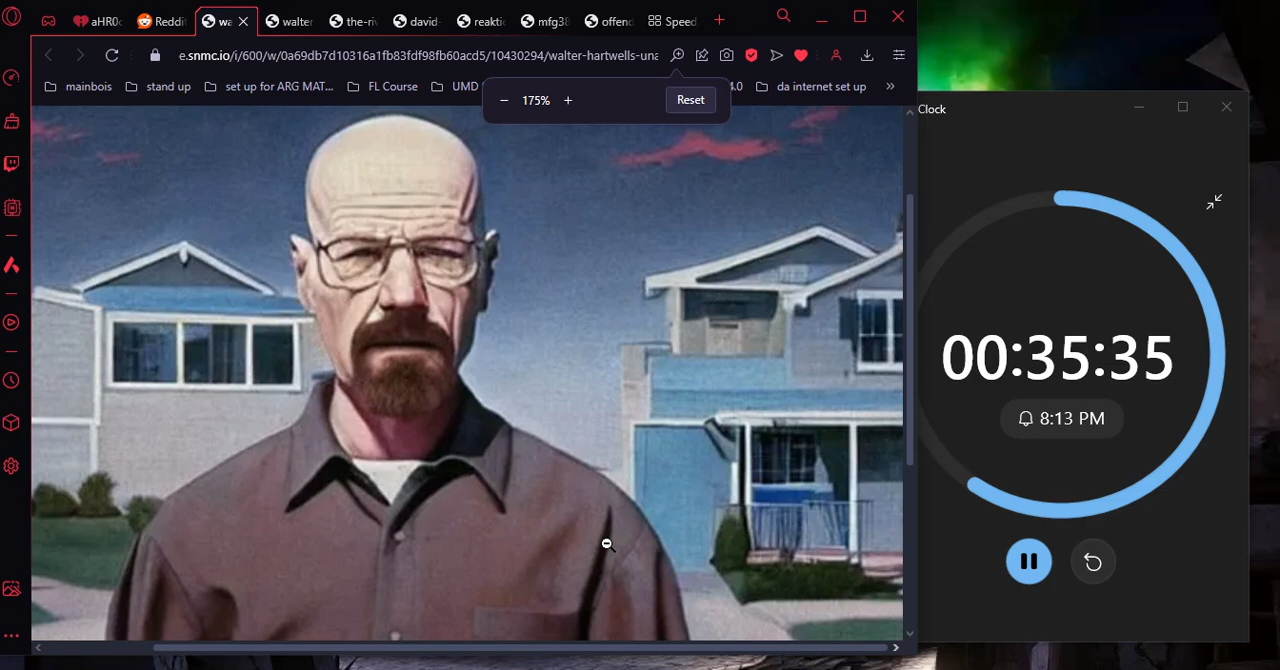 aHR0c
Reddit
wa
walter
the-riv
david-
reaktic
mfg38
offend
Speed
e.snmc.io/i/600/w/0a69db7d10316a1fb83fdf98fb60acd5/10430294/walter-hartwells-una
mainbois
stand up
set up for ARG MAT...
FL Course
UMD
4.0
da internet set up
»
175%
Reset
Clock
00:35:35
8:13 PM